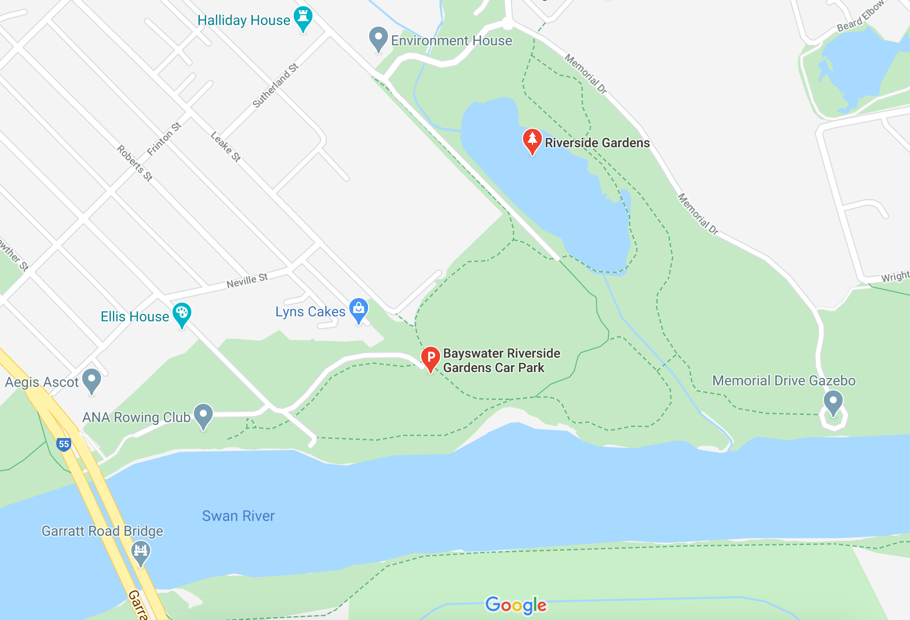 Halliday House
Environment House
Beard Elbow
Memorial Dr
Sutherland St
Frinton St
Leake St
Roberts St
Riverside Gardens
Memorial Dr
Neville St
Wright
Ellis House
Lyns Cakes
Bayswater Riverside
Gardens Car Park
Aegis Ascot
Memorial Drive Gazebo
ANA Rowing Club
55
P
Swan River
Garratt Road Bridge
Garra
Google